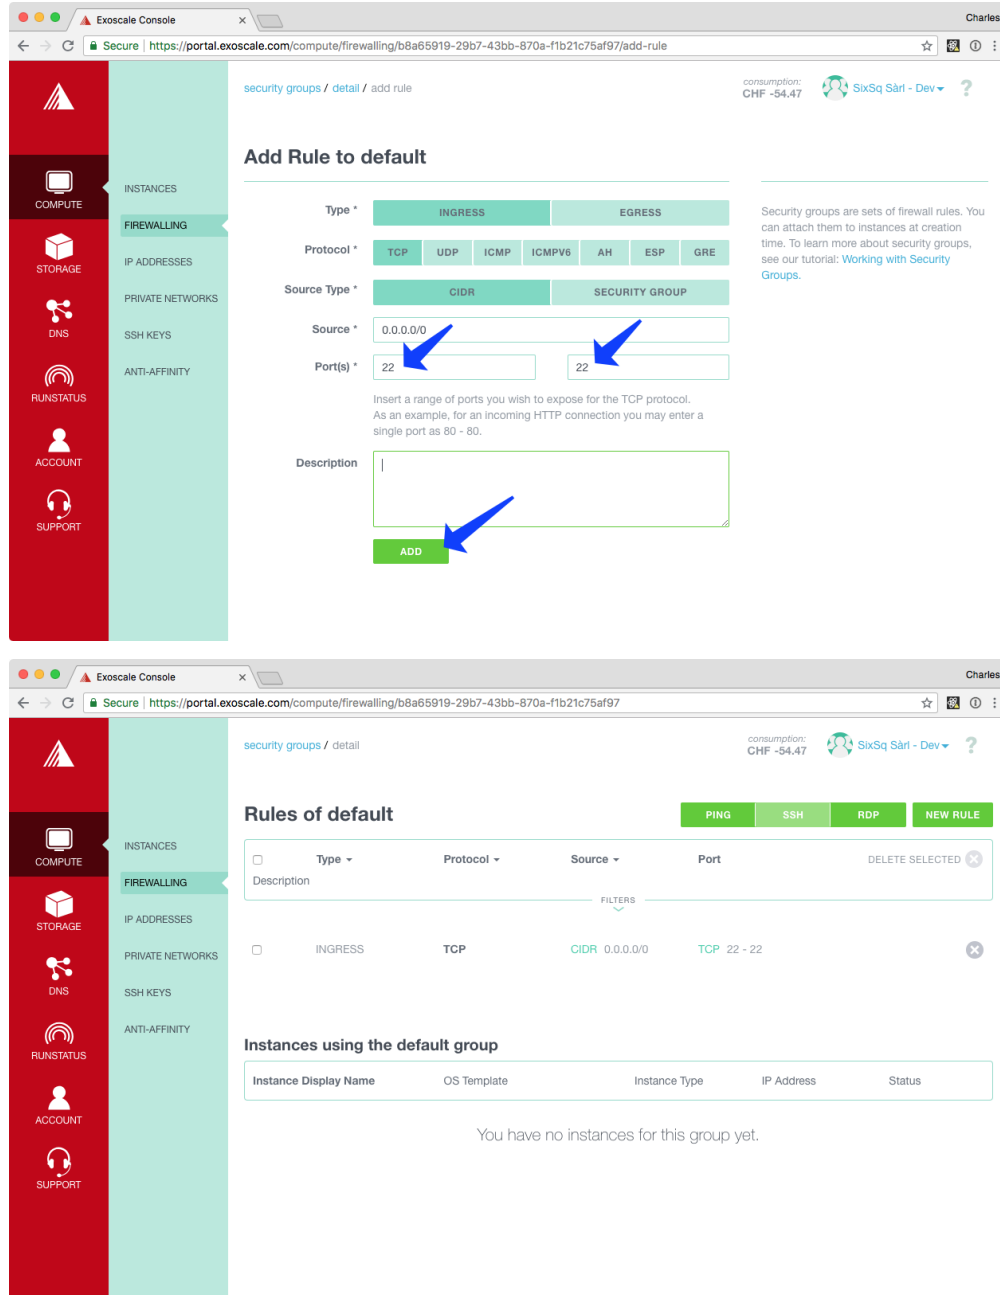 Exoscale Console
Charles
Secure | https://portal.exoscale.com/compute/firewalling/b8a65919-29b7-43bb-870a-f1b21c75af97/add-rule
security groups / detail / add rule
consumption:
CHF -54.47
SixSq Sàrl - Dev
?
Add Rule to default
COMPUTE
STORAGE
DNS
RUNSTATUS
ACCOUNT
SUPPORT
INSTANCES
FIREWALLING
IP ADDRESSES
PRIVATE NETWORKS
SSH KEYS
ANTI-AFFINITY
Type * INGRESS EGRESS
Protocol * TCP UDP ICMP ICMPV6 AH ESP GRE
Source Type * CIDR SECURITY GROUP
Source * 0.0.0.0/0
Port(s) * 22 22
Insert a range of ports you wish to expose for the TCP protocol.
As an example, for an incoming HTTP connection you may enter a
single port as 80 - 80.
Description
ADD
Security groups are sets of firewall rules. You
can attach them to instances at creation
time. To learn more about security groups,
see our tutorial: Working with Security
Groups.
Exoscale Console
Charles
Secure | https://portal.exoscale.com/compute/firewalling/b8a65919-29b7-43bb-870a-f1b21c75af97
security groups / detail
consumption:
CHF -54.47
SixSq Sàrl - Dev
?
COMPUTE
STORAGE
DNS
RUNSTATUS
ACCOUNT
SUPPORT
INSTANCES
FIREWALLING
IP ADDRESSES
PRIVATE NETWORKS
SSH KEYS
ANTI-AFFINITY
Rules of default
PING SSH RDP NEW RULE
Type Protocol Source Port DELETE SELECTED
Description
FILTERS
INGRESS TCP CIDR 0.0.0.0/0 TCP 22 - 22
Instances using the default group
Instance Display Name OS Template Instance Type IP Address Status
You have no instances for this group yet.